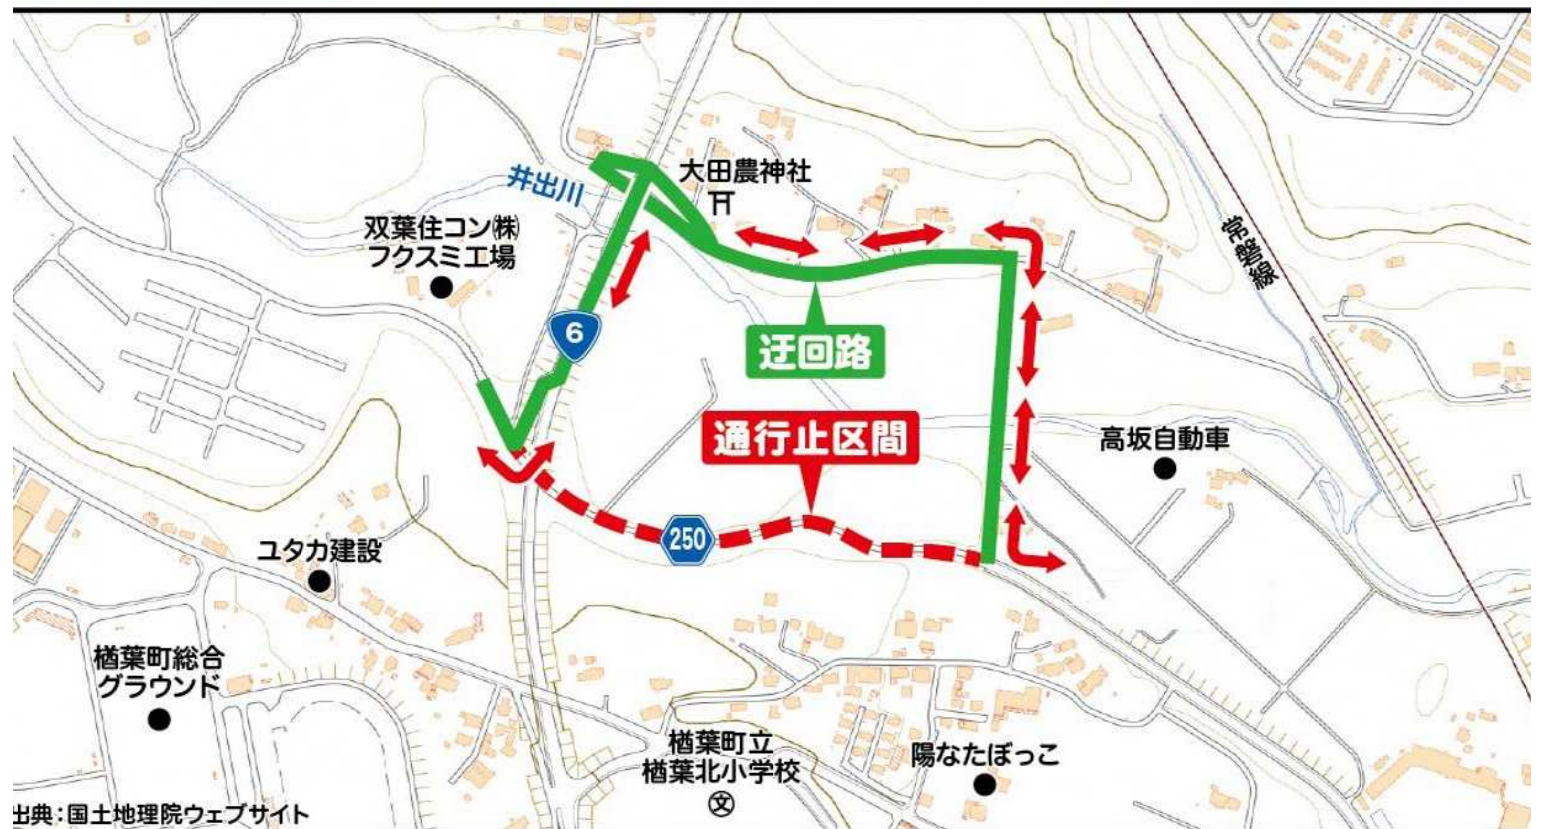 大田農神社
井出川
双葉住コン㈱
フクスミ工場
常磐線
6
迂回路
通行止区間
高坂自動車
250
ユタカ建設
楢葉町総合
グラウンド
楢葉町立
楢葉北小学校
文
陽なたぼっこ
出典:国土地理院ウェブサイト